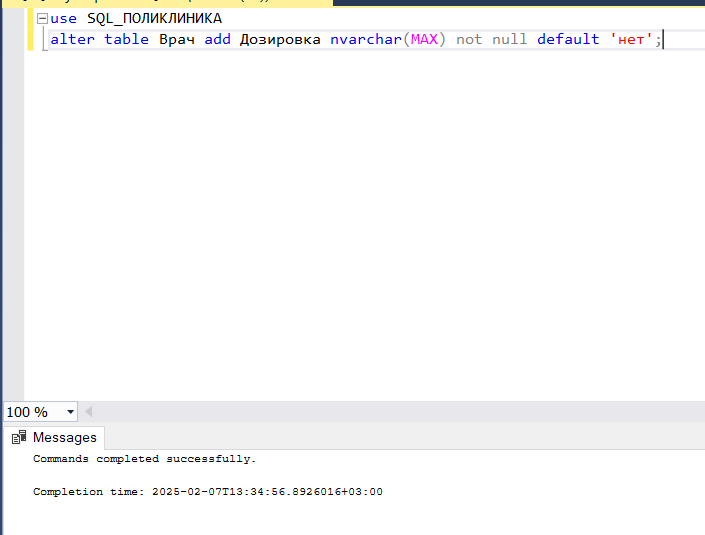 use SQL_ПОЛИКЛИНИКА
alter table Врач add Дозировка nvarchar(MAX) not null default 'нет';
100 %
Messages
Commands completed successfully.
Completion time: 2025-02-07T13:34:56.8926016+03:00